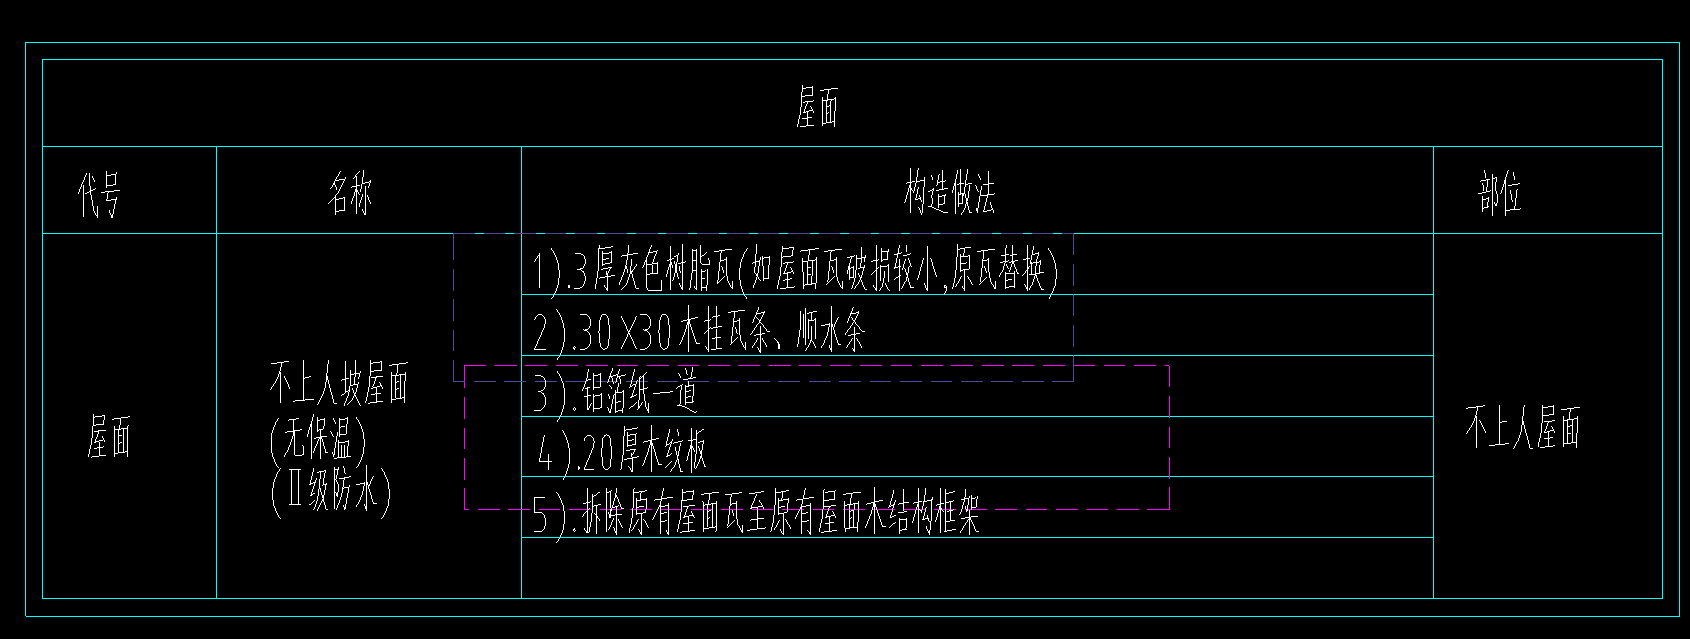 屋面
代号 名称 构造做法 部位
1).3厚灰色树脂瓦(如屋面瓦破损较小,原瓦替换)
2).30X30木挂瓦条、顺水条
3).铝箔纸一道
4).20厚木纹板
5).拆除原有屋面瓦至原有屋面木结构框架
屋面
不上人坡屋面
(无保温)
(Ⅱ级防水)
不上人屋面